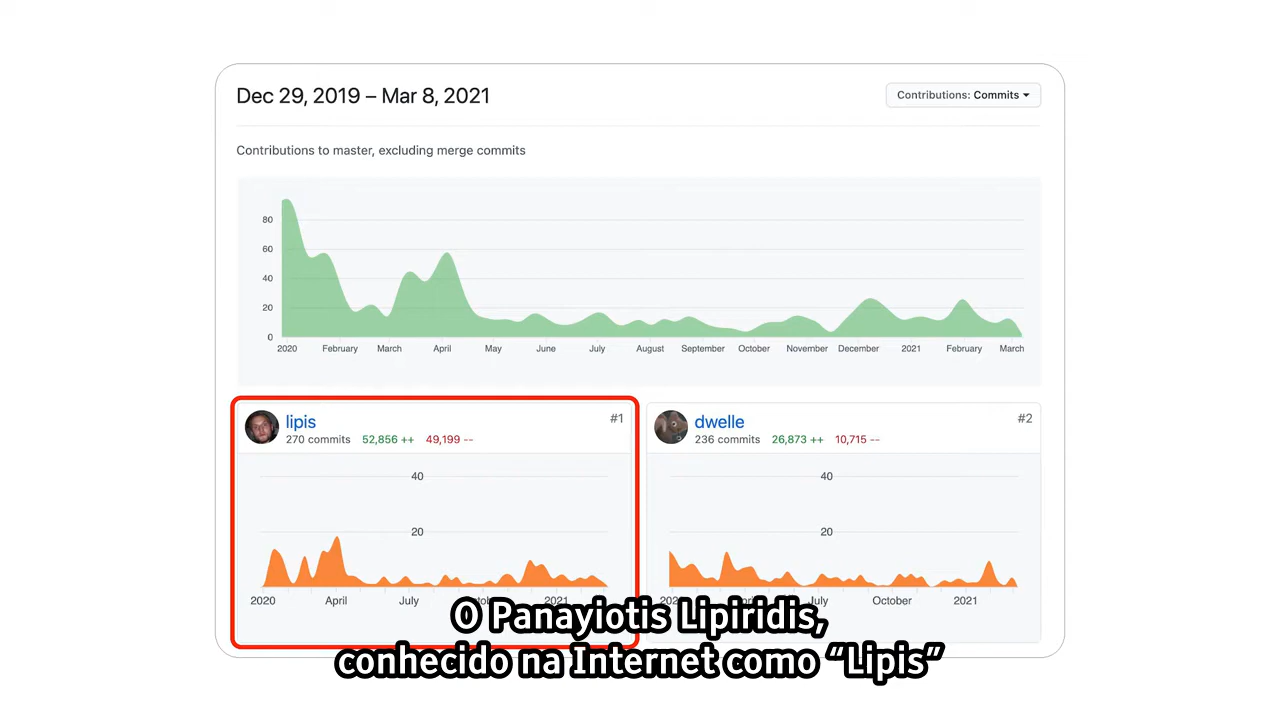 Dec 29, 2019 – Mar 8, 2021
Contributions: Commits
Contributions to master, excluding merge commits
80
60
40
20
0
2020 February March April May June July August September October November December 2021 February March
lipis
#1
270 commits 52,856 ++ 49,199 --
40
20
2020 April July 2021
dwelle
#2
236 commits 26,873 ++ 10,715 --
40
20
July October 2021
O Panayiotis Lipiridis,
conhecido na Internet como “Lipis”